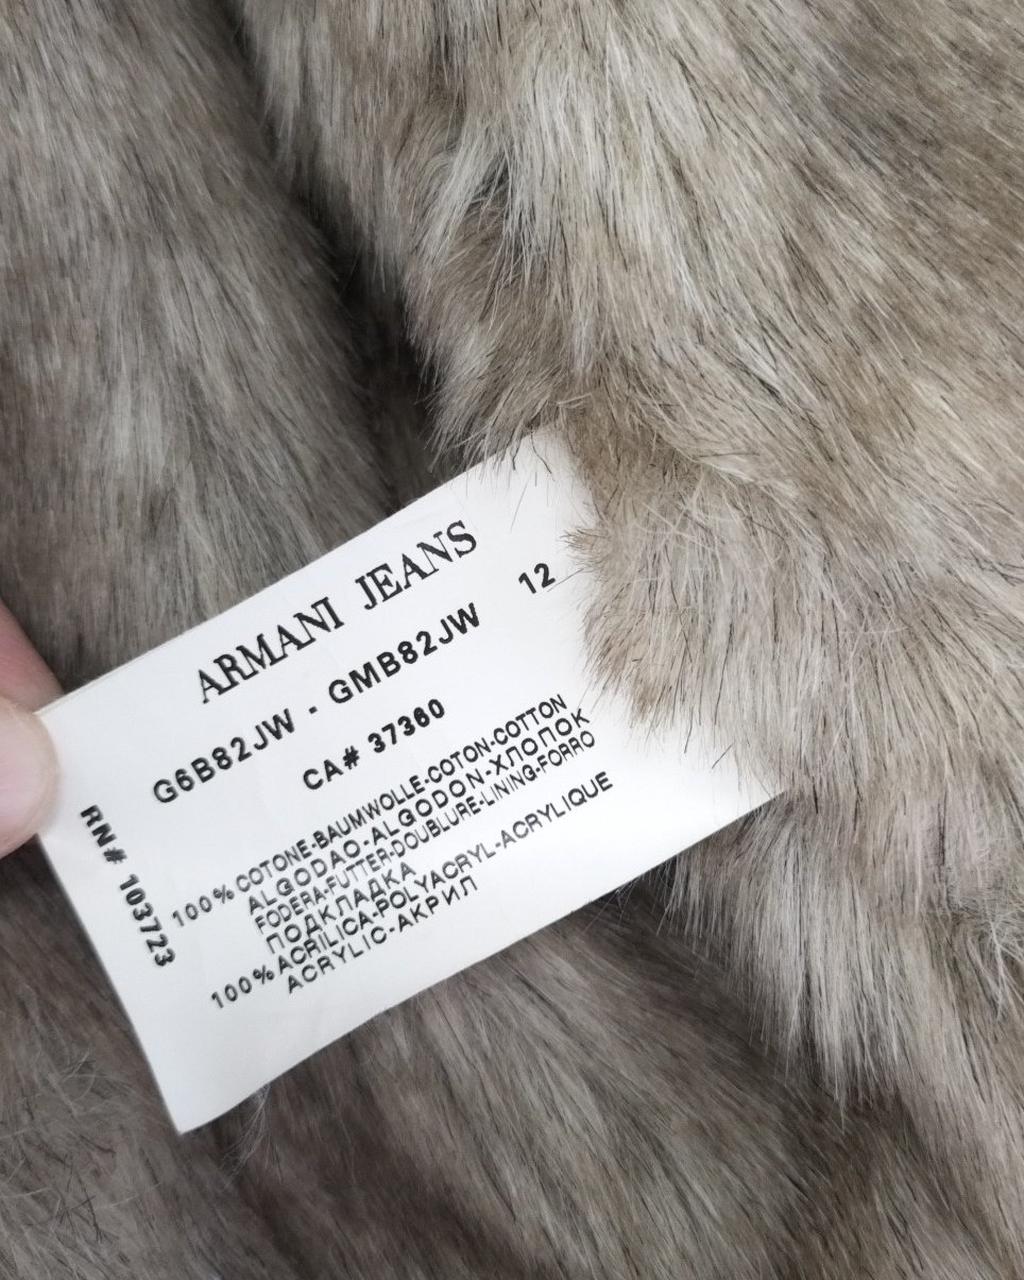 ARMANI JEANS
G6B82JW - GMB82JW 12
CA# 37360
100% COTONE-BAUMWOLLE-COTON-COTTON
ALGODAO-ALGODON-ХЛОПОК
FODERA-FUTTER-DOUBLURE-LINING-FORRO
ПОДКЛАДКА
100% ACRILICA-POLYACRYL-ACRYLIQUE
ACRYLIC-АКРИЛ
RN# 103723